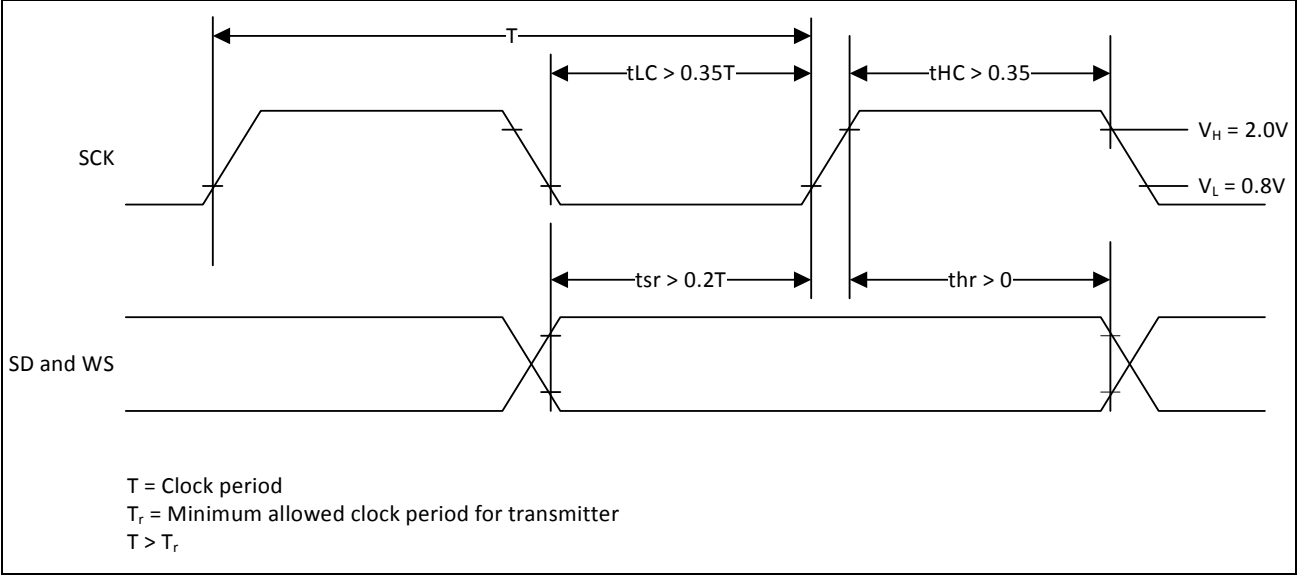 T
tLC > 0.35T
tHC > 0.35
SCK
V_H = 2.0V
V_L = 0.8V
tsr > 0.2T
thr > 0
SD and WS
T = Clock period
T_r = Minimum allowed clock period for transmitter
T > T_r